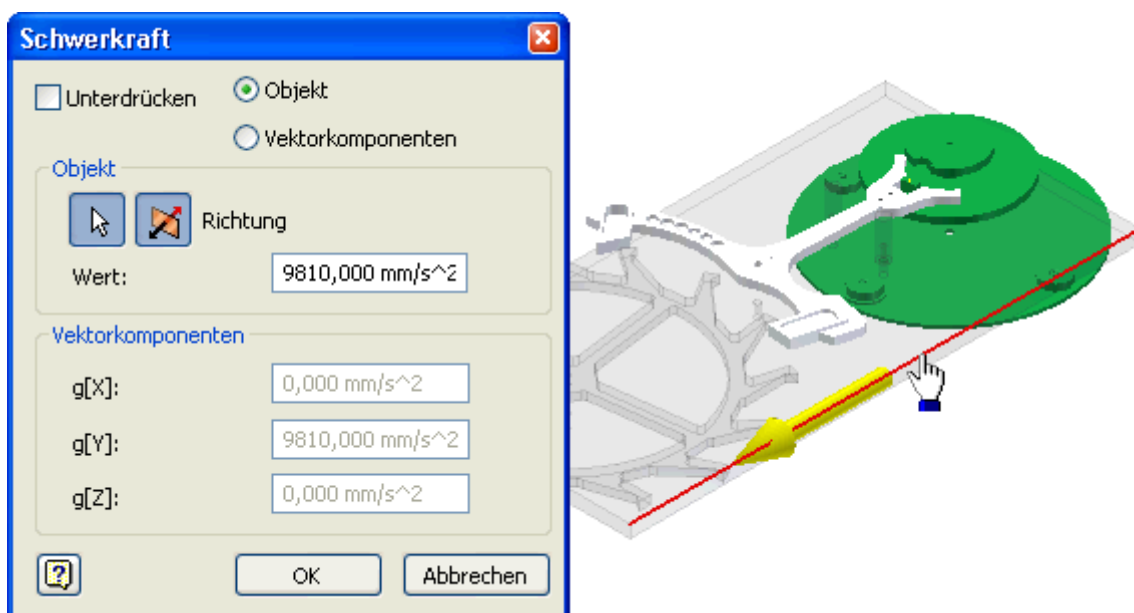 Schwerkraft
Unterdrücken
Objekt
Vektorkomponenten
Objekt
Richtung
Wert: 9810,000 mm/s^2
Vektorkomponenten
g[X]: 0,000 mm/s^2
g[Y]: 9810,000 mm/s^2
g[Z]: 0,000 mm/s^2
? OK Abbrechen